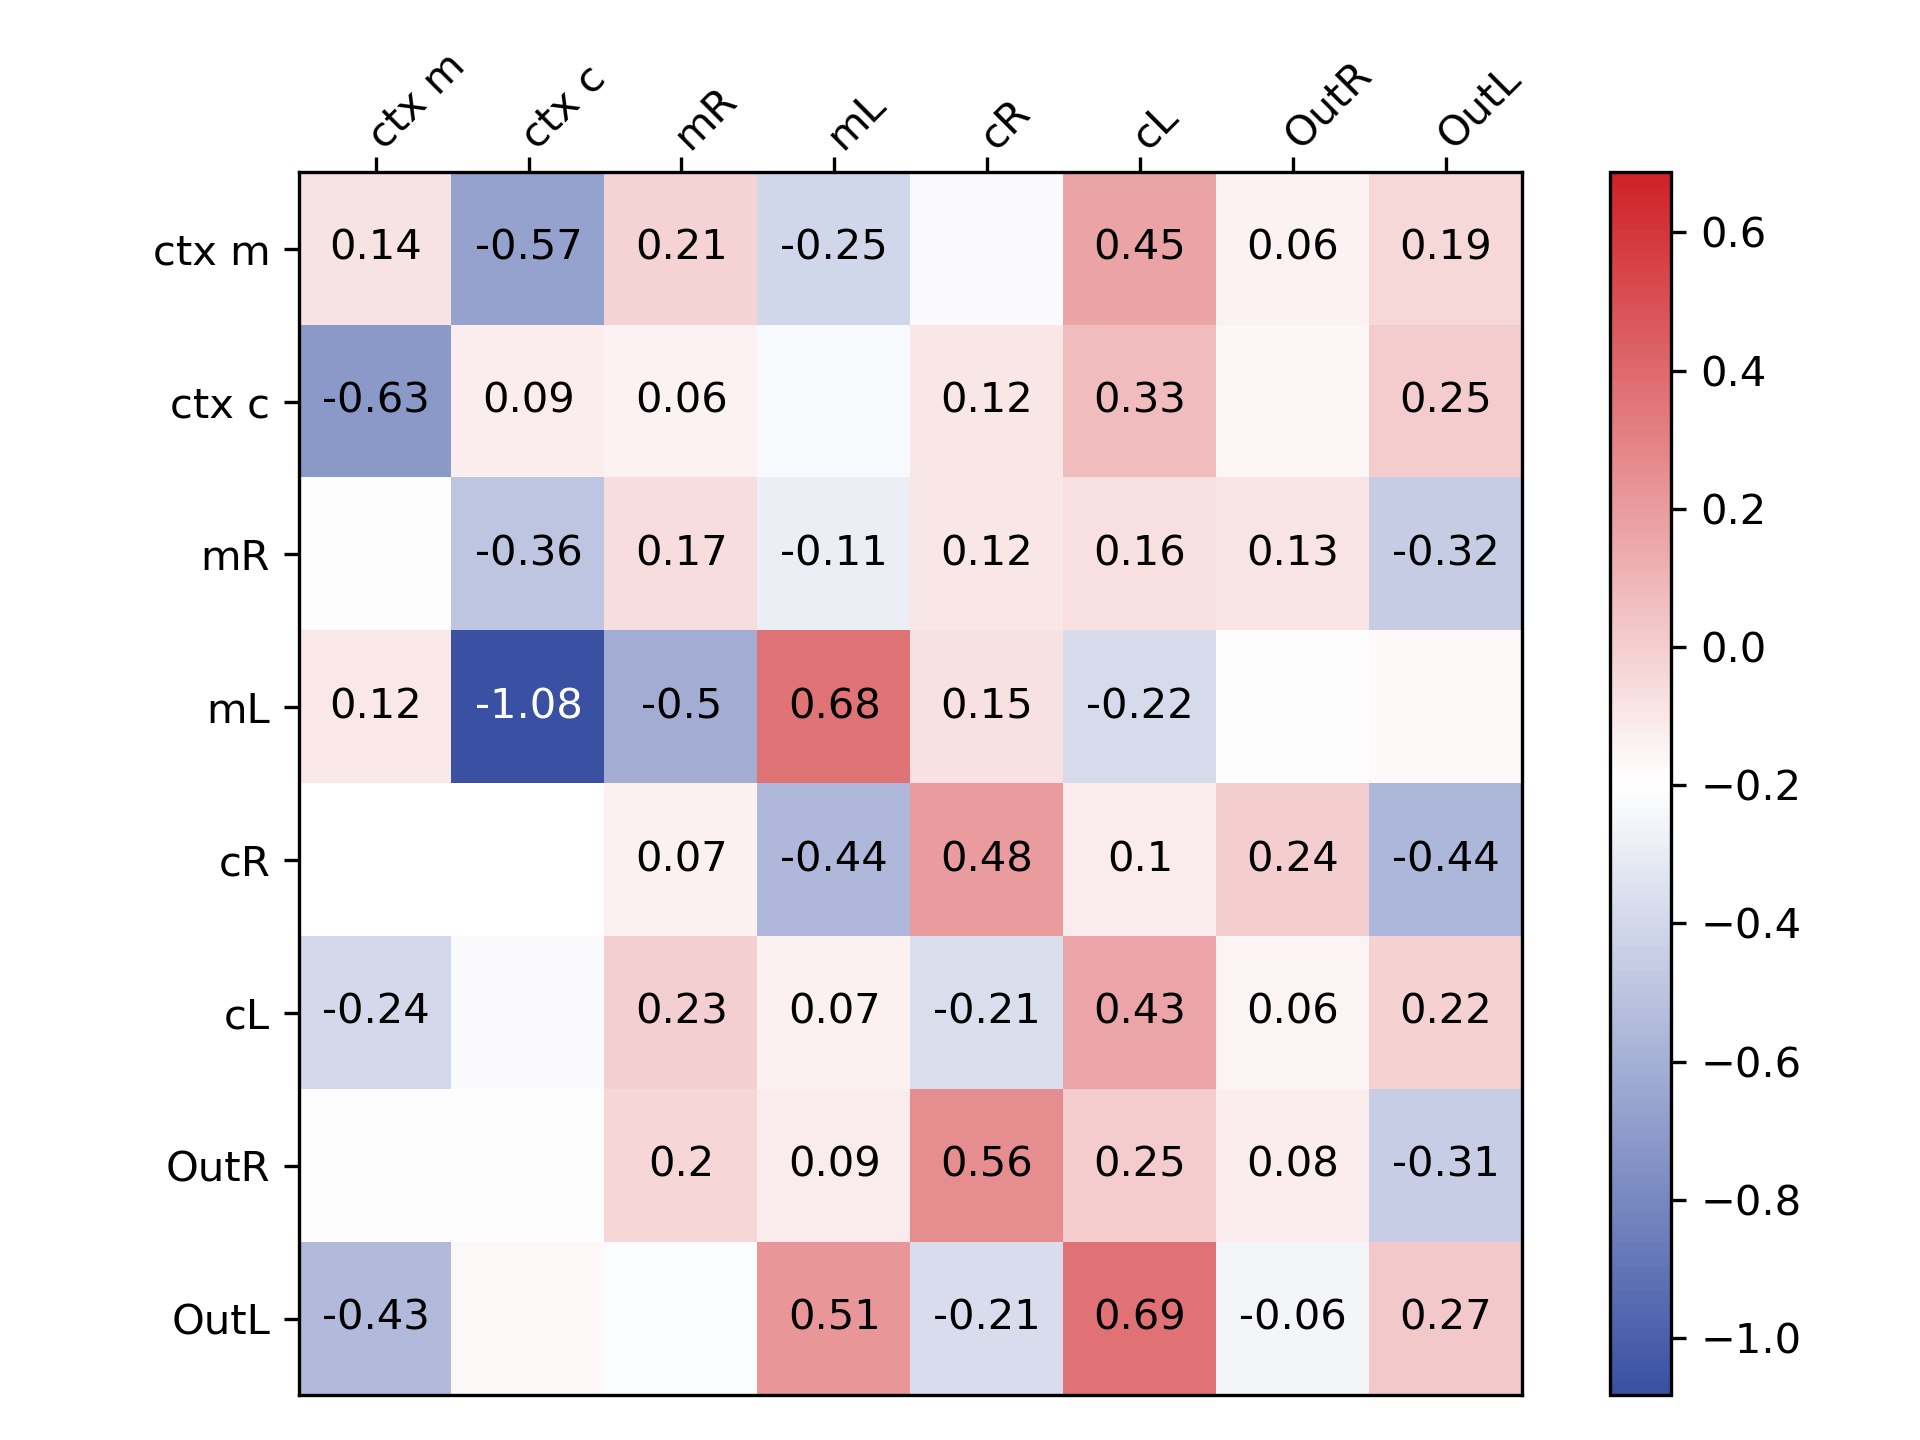 ctx m ctx c mR mL cR cL OutR OutL
ctx m 0.14 -0.57 0.21 -0.25 0.45 0.06 0.19
ctx c -0.63 0.09 0.06 0.12 0.33 0.25
mR -0.36 0.17 -0.11 0.12 0.16 0.13 -0.32
mL 0.12 -1.08 -0.5 0.68 0.15 -0.22
cR 0.07 -0.44 0.48 0.1 0.24 -0.44
cL -0.24 0.23 0.07 -0.21 0.43 0.06 0.22
OutR 0.2 0.09 0.56 0.25 0.08 -0.31
OutL -0.43 0.51 -0.21 0.69 -0.06 0.27
0.6
0.4
0.2
0.0
−0.2
−0.4
−0.6
−0.8
−1.0